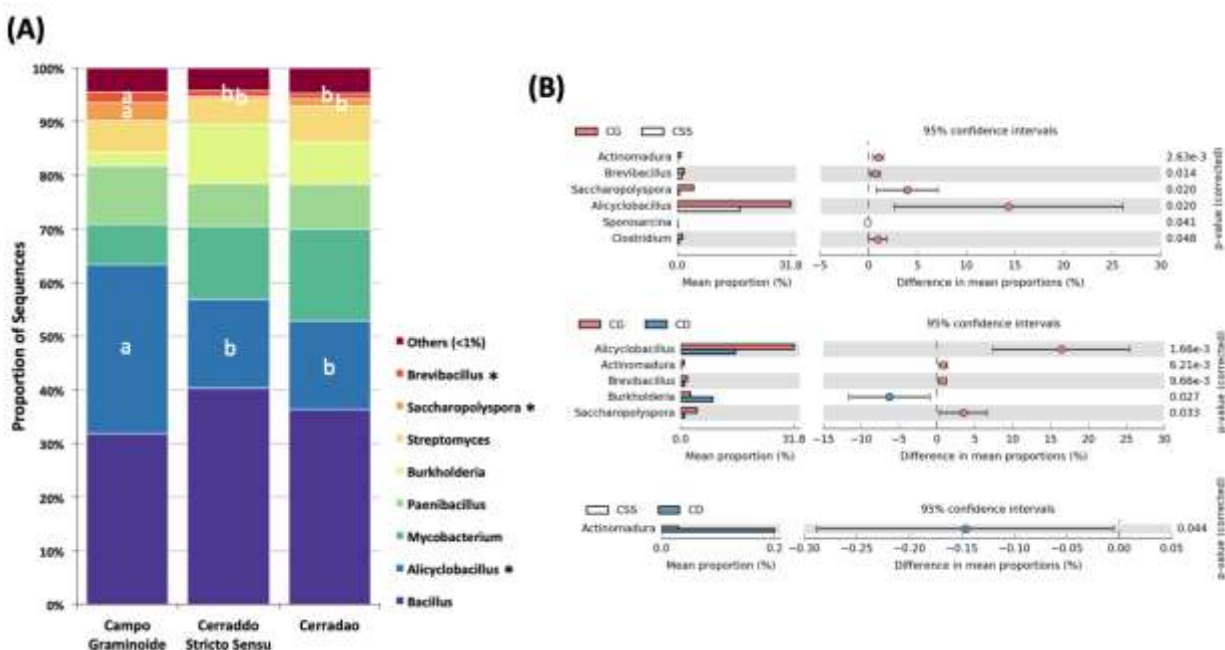 (A)
100%
90%
80%
70%
60%
50%
40%
30%
20%
10%
0%
Proportion of Sequences
a
a
a
b b
b
b b
b
Campo
Graminoide
Cerraddo
Stricto Sensu
Cerradao
Others (<1%)
Brevibacillus *
Saccharopolyspora *
Streptomyces
Burkholderia
Paenibacillus
Mycobacterium
Alicyclobacillus *
Bacillus
(B)
CG CSS 95% confidence intervals
Actinomadura 2.63e-3
Brevibacillus 0.014
Saccharopolyspora 0.020
Alicyclobacillus 0.020
Sporosarcina 0.041
Clostridium 0.048
0.0 31.8 −5 0 5 10 15 20 25 30
Mean proportion (%) Difference in mean proportions (%)
p-value (corrected)
CG CD 95% confidence intervals
Alicyclobacillus 1.66e-3
Actinomadura 6.21e-3
Brevibacillus 9.66e-3
Burkholderia 0.027
Saccharopolyspora 0.033
0.0 31.8 −15 −10 −5 0 5 10 15 20 25 30
Mean proportion (%) Difference in mean proportions (%)
p-value (corrected)
CSS CD 95% confidence intervals
Actinomadura 0.044
0.0 0.2 −0.30 −0.25 −0.20 −0.15 −0.10 −0.05 0.00 0.05
Mean proportion (%) Difference in mean proportions (%)
p-value (corrected)